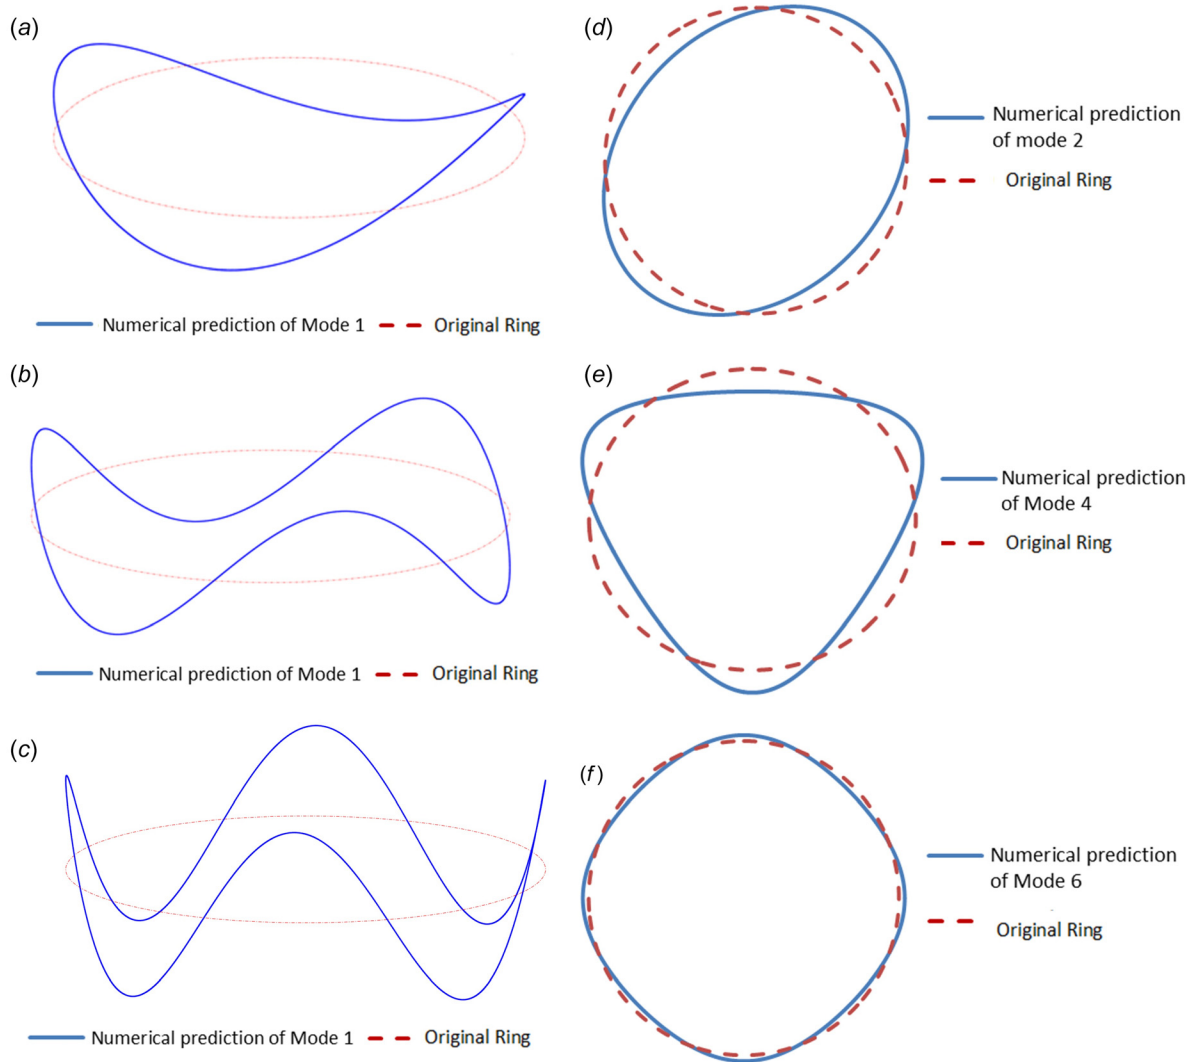 (a)
Numerical prediction of Mode 1
Original Ring
(b)
Numerical prediction of Mode 1
Original Ring
(c)
Numerical prediction of Mode 1
Original Ring
(d)
Numerical prediction
of mode 2
Original Ring
(e)
Numerical prediction
of Mode 4
Original Ring
(f)
Numerical prediction
of Mode 6
Original Ring